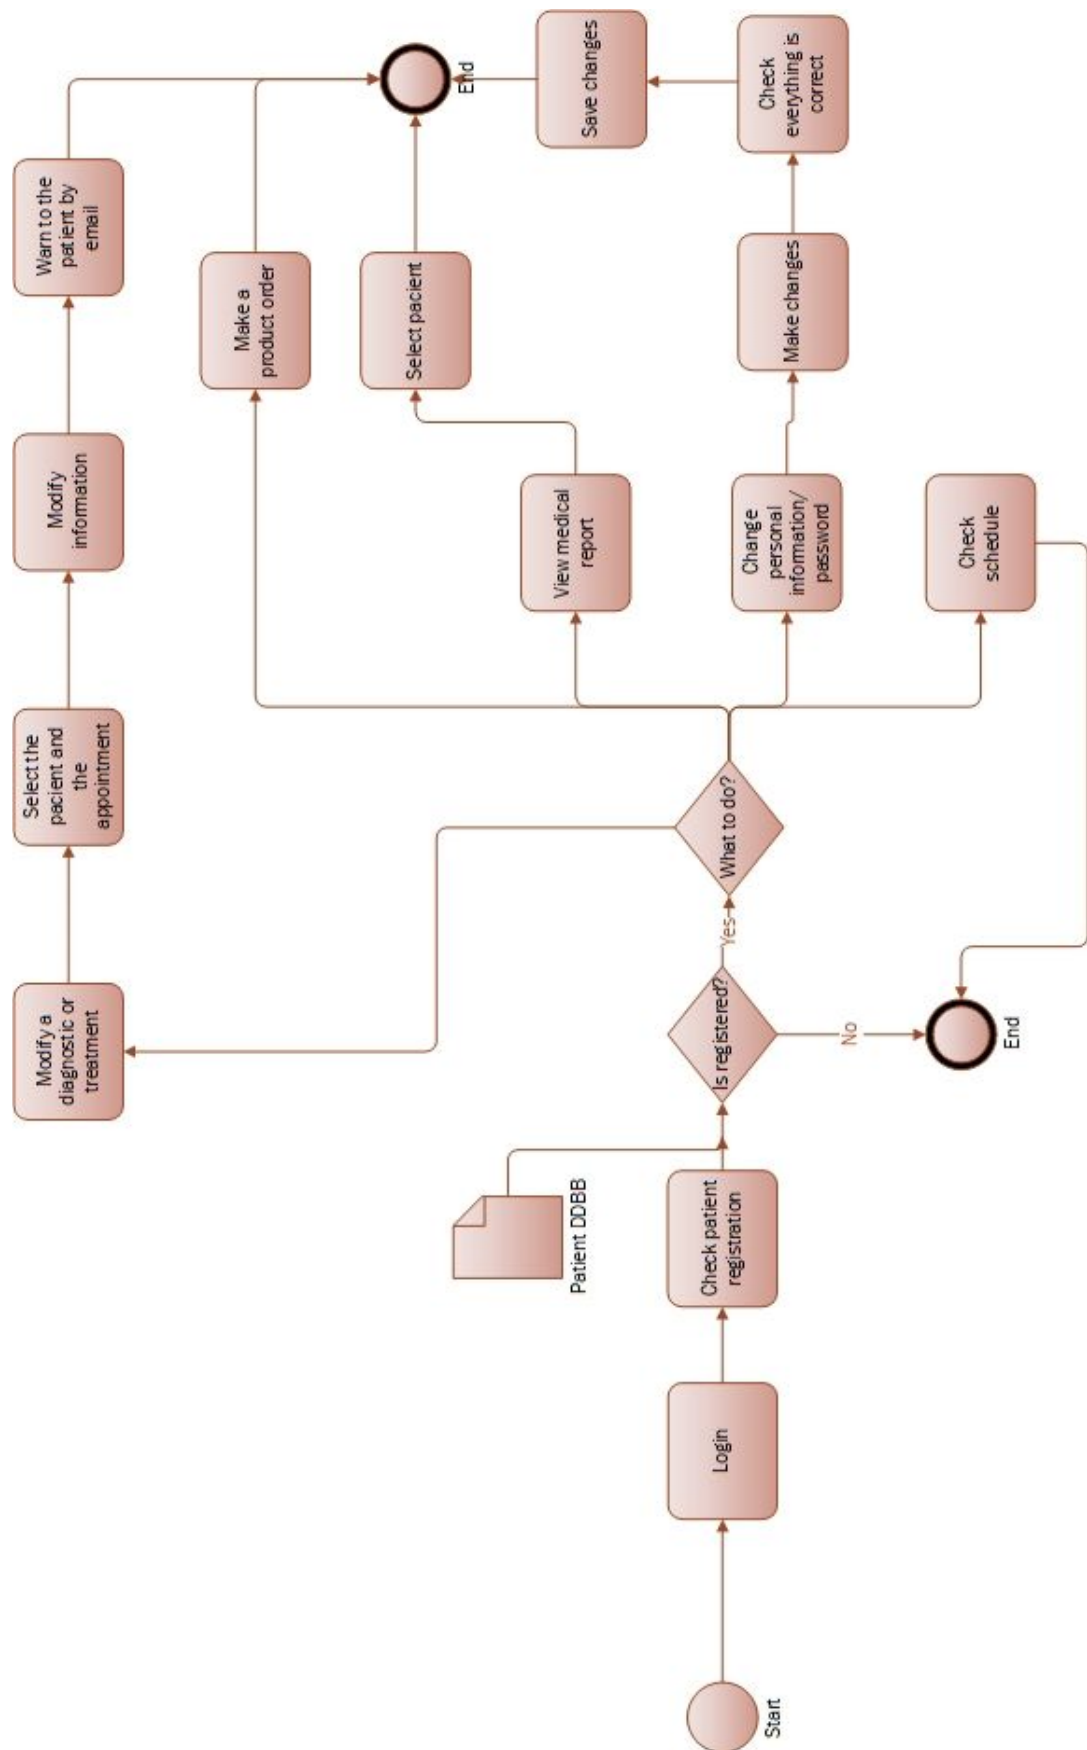 Start
Login
Check patient
registration
Patient DDBB
Is registered?
Yes
No
End
What to do?
Modify a
diagnostic or
treatment
Select the
pacient and
the
appointment
Modify
information
Warn to the
patient by
email
Make a
product order
View medical
report
Select pacient
Change
personal
information/
password
Make changes
Check
everything is
correct
Save changes
End
Check
schedule